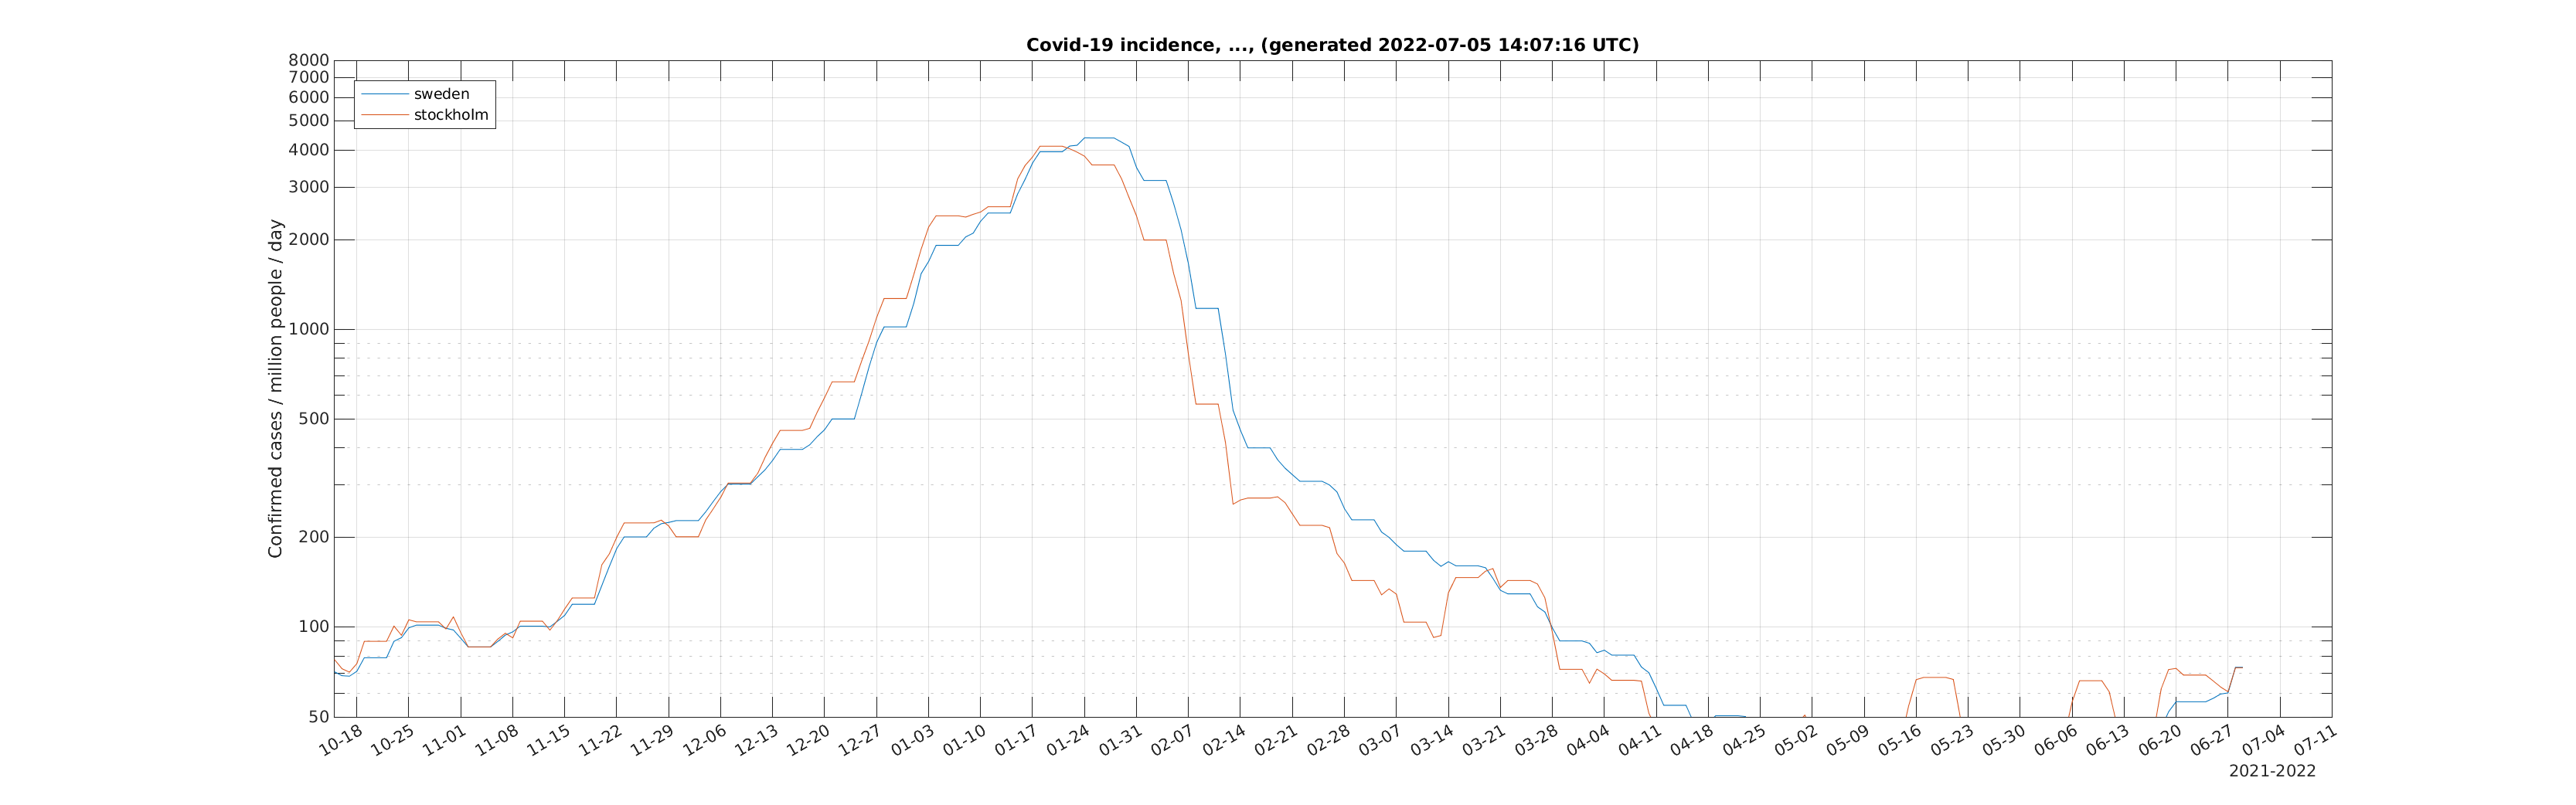 Covid-19 incidence, ..., (generated 2022-07-05 14:07:16 UTC)
8000
7000
6000
5000
4000
3000
2000
1000
500
200
100
50
sweden
stockholm
Confirmed cases / million people / day
10-18 10-25 11-01 11-08 11-15 11-22 11-29 12-06 12-13 12-20 12-27 01-03 01-10 01-17 01-24 01-31 02-07 02-14 02-21 02-28 03-07 03-14 03-21 03-28 04-04 04-11 04-18 04-25 05-02 05-09 05-16 05-23 05-30 06-06 06-13 06-20 06-27 07-04 07-11
2021-2022